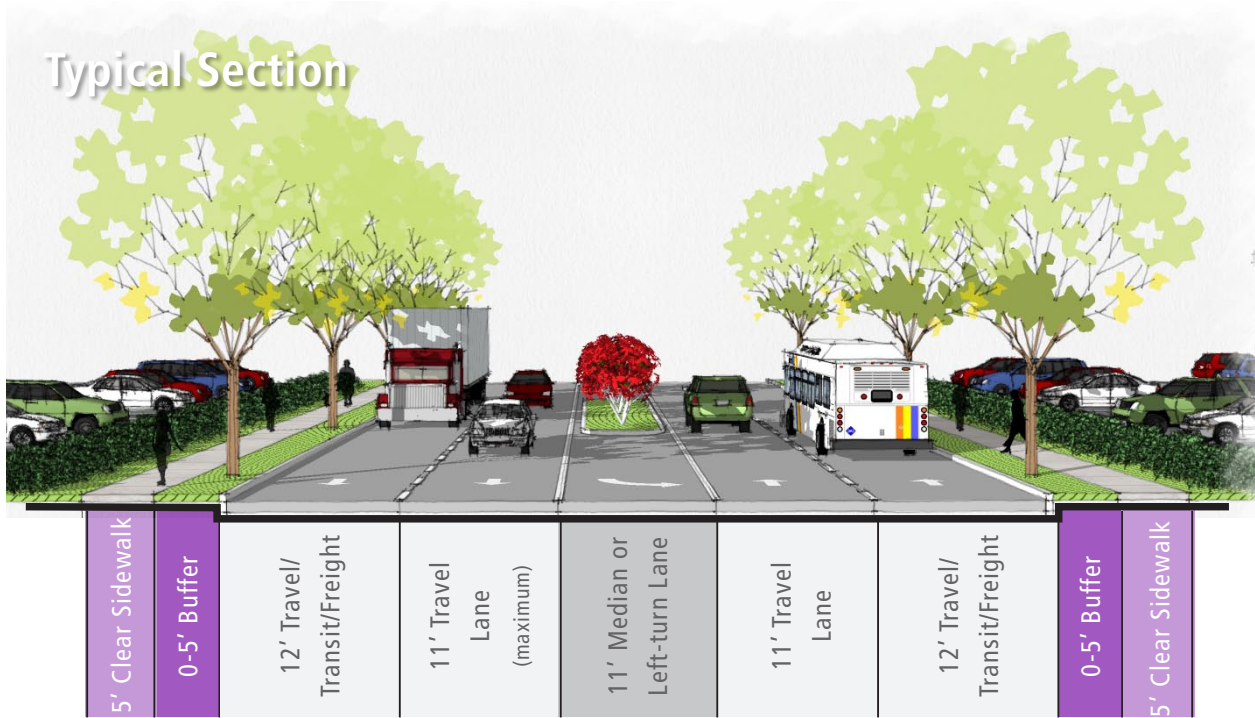 Typical Section
5’ Clear Sidewalk
0-5’ Buffer
12’ Travel/
Transit/Freight
11’ Travel
Lane
(maximum)
11’ Median or
Left-turn Lane
11’ Travel
Lane
12’ Travel/
Transit/Freight
0-5’ Buffer
5’ Clear Sidewalk